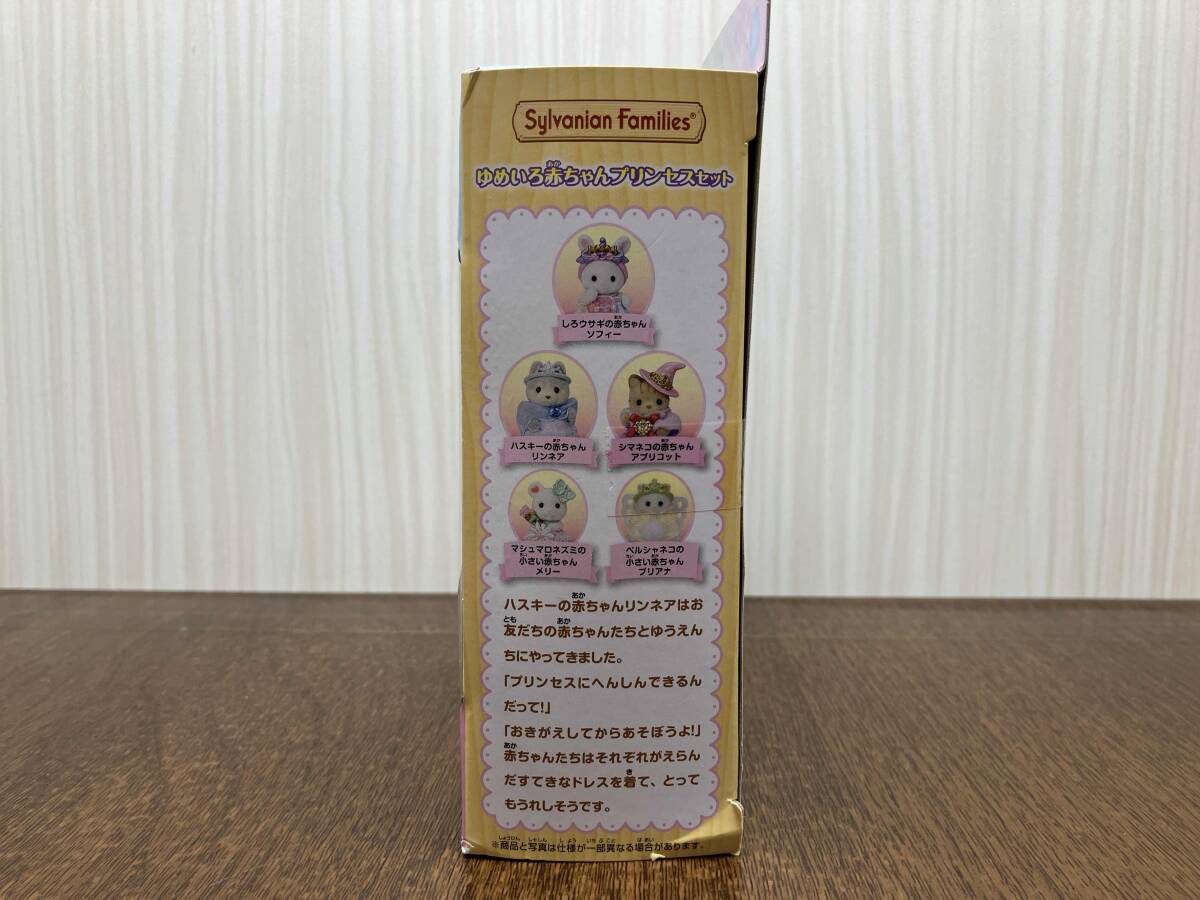 Sylvanian Families®
ゆめいろ赤ちゃんプリンセスセット
しろウサギの赤ちゃん
ソフィー
ハスキーの赤ちゃん
リンネア
シマネコの赤ちゃん
アプリコット
マシュマロネズミの
小さい赤ちゃん
メリー
ペルシャネコの
小さい赤ちゃん
ブリアナ
ハスキーの赤ちゃんリンネアはお
友だちの赤ちゃんたちとゆうえん
ちにやってきました。
「プリンセスにへんしんできるん
だって!」
「おきがえしてからあそぼうよ!」
赤ちゃんたちはそれぞれがえらん
だすてきなドレスを着て、とって
もうれしそうです。
※商品と写真は仕様が一部異なる場合があります。